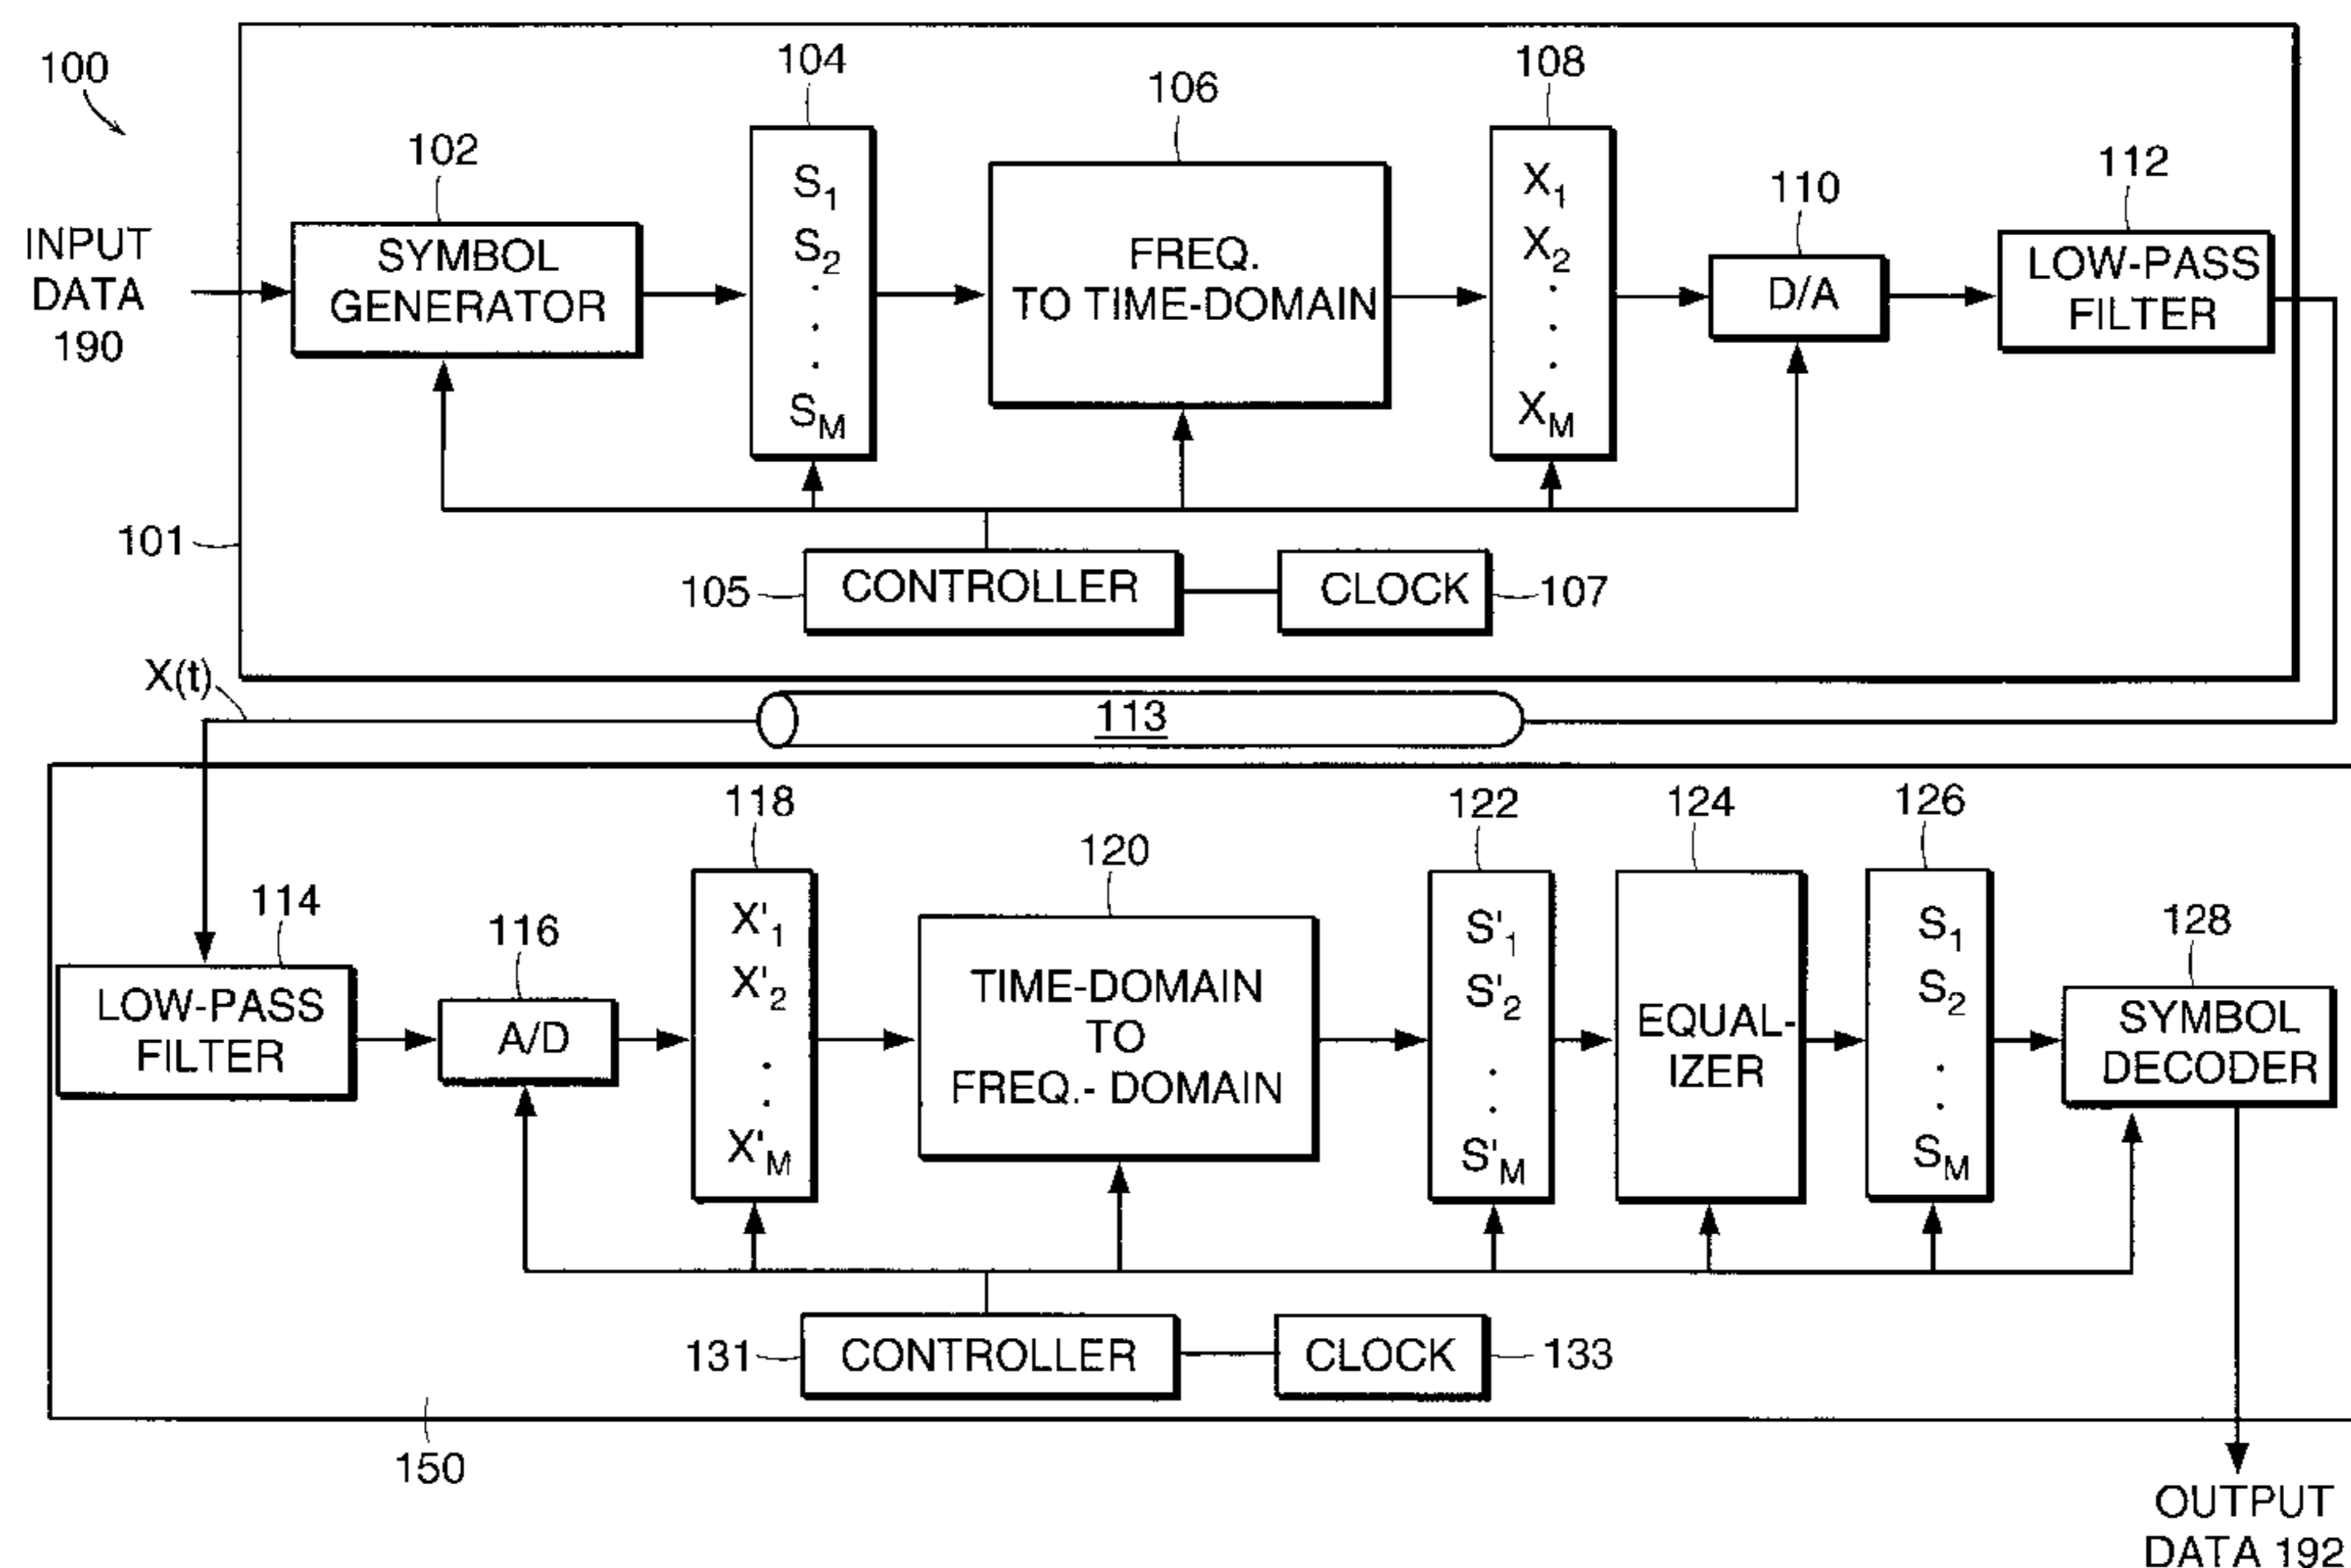 100
104
106
108
102
110
112
INPUT
DATA
190
SYMBOL
GENERATOR
S1
S2
.
.
.
SM
FREQ.
TO TIME-DOMAIN
X1
X2
.
.
.
XM
D/A
LOW-PASS
FILTER
101
105
CONTROLLER
CLOCK
107
X(t)
113
118
120
122
124
126
114
116
128
LOW-PASS
FILTER
A/D
X'1
X'2
.
.
X'M
TIME-DOMAIN
TO
FREQ.- DOMAIN
S'1
S'2
.
.
S'M
EQUAL-
IZER
S1
S2
.
.
SM
SYMBOL
DECODER
131
CONTROLLER
CLOCK
133
150
OUTPUT
DATA 192